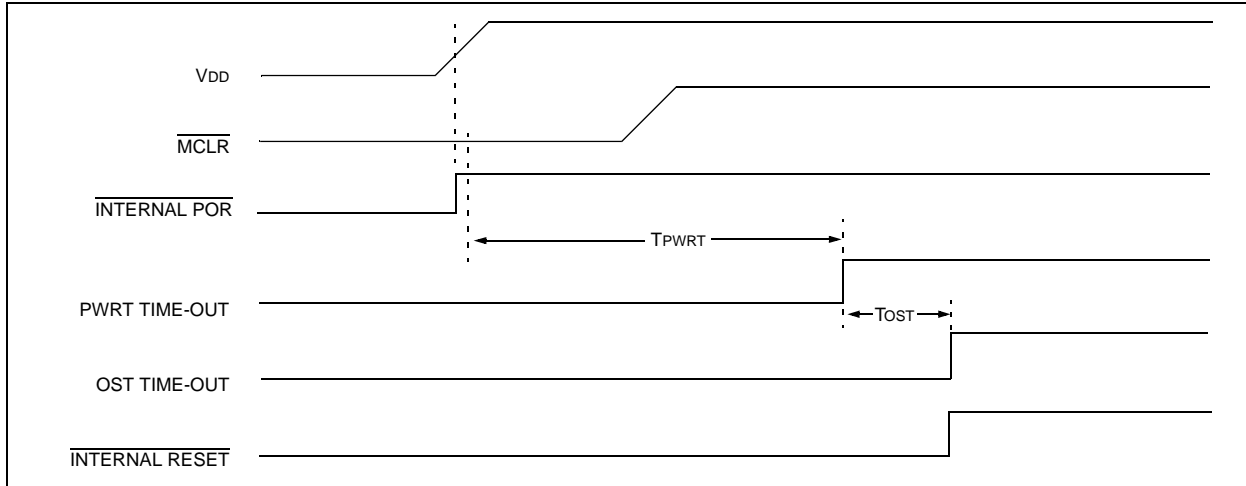 VDD
MCLR
INTERNAL POR
TPWRT
PWRT TIME-OUT
TOST
OST TIME-OUT
INTERNAL RESET